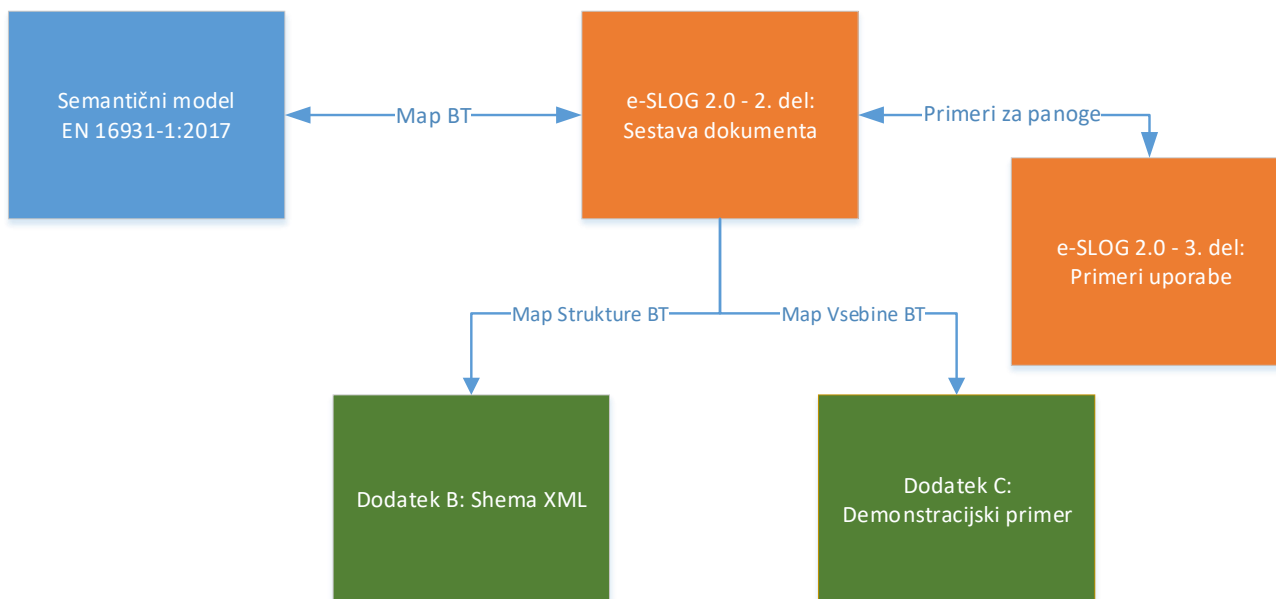 Semantični model
EN 16931-1:2017
Map BT
e-SLOG 2.0 - 2. del:
Sestava dokumenta
Primeri za panoge
e-SLOG 2.0 - 3. del:
Primeri uporabe
Map Strukture BT
Map Vsebine BT
Dodatek B: Shema XML
Dodatek C:
Demonstracijski primer